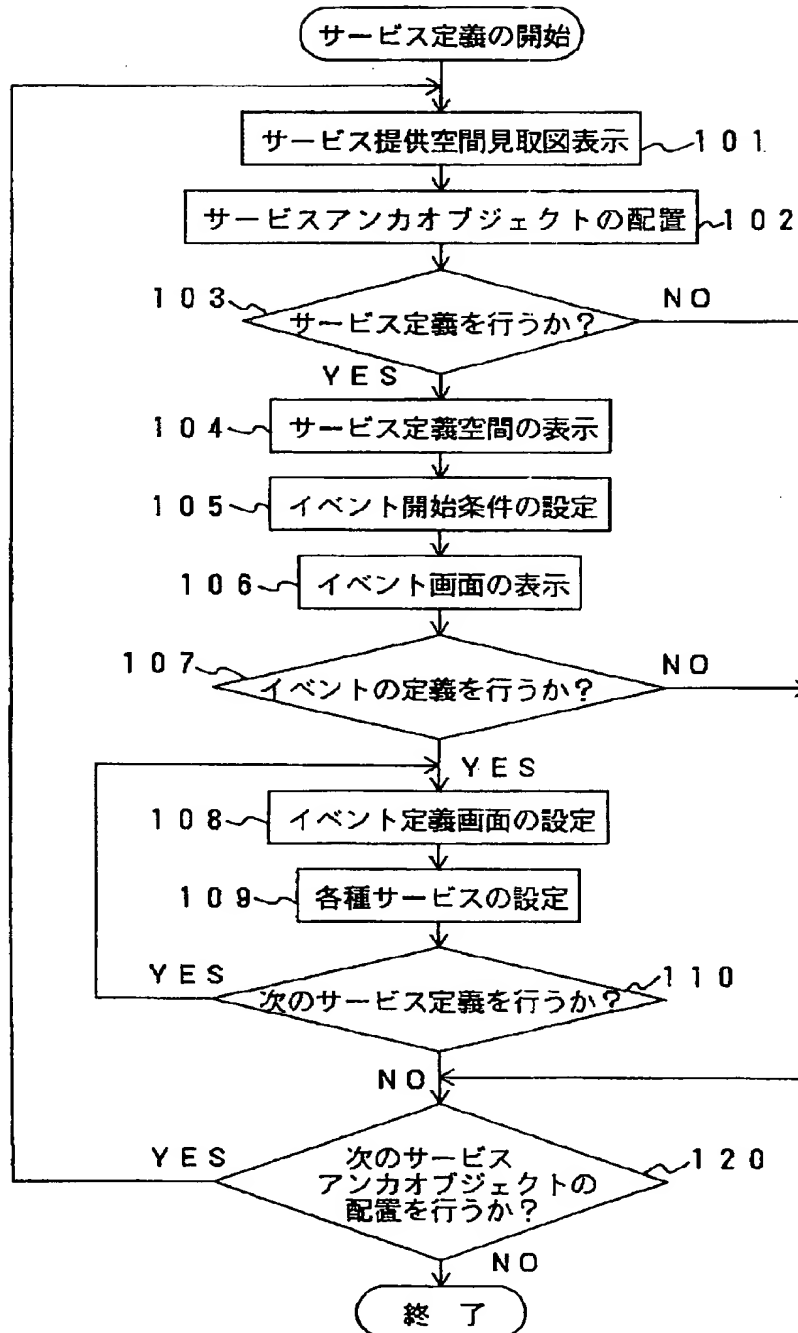 サービス定義の開始
サービス提供空間見取図表示
101
サービスアンカオブジェクトの配置
102
103
サービス定義を行うか？
NO
YES
104
サービス定義空間の表示
105
イベント開始条件の設定
106
イベント画面の表示
107
イベントの定義を行うか？
NO
YES
108
イベント定義画面の設定
109
各種サービスの設定
YES
次のサービス定義を行うか？
110
NO
YES
次のサービス
アンカオブジェクトの
配置を行うか？
120
NO
終了